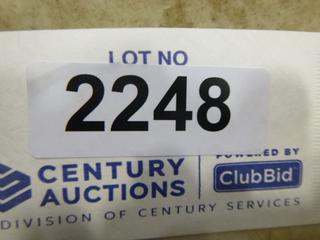 LOT NO
2248
CENTURY
AUCTIONS
POWERED BY
ClubBid
DIVISION OF CENTURY SERVICES